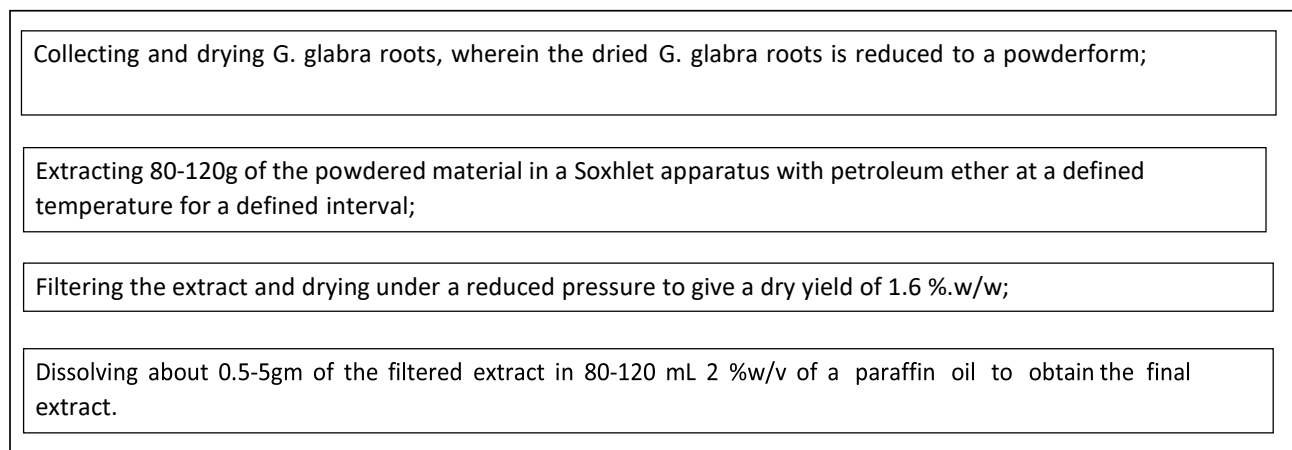 Collecting and drying G. glabra roots, wherein the dried G. glabra roots is reduced to a powderform;
Extracting 80-120g of the powdered material in a Soxhlet apparatus with petroleum ether at a defined
temperature for a defined interval;
Filtering the extract and drying under a reduced pressure to give a dry yield of 1.6 %.w/w;
Dissolving about 0.5-5gm of the filtered extract in 80-120 mL 2 %w/v of a paraffin oil to obtain the final
extract.